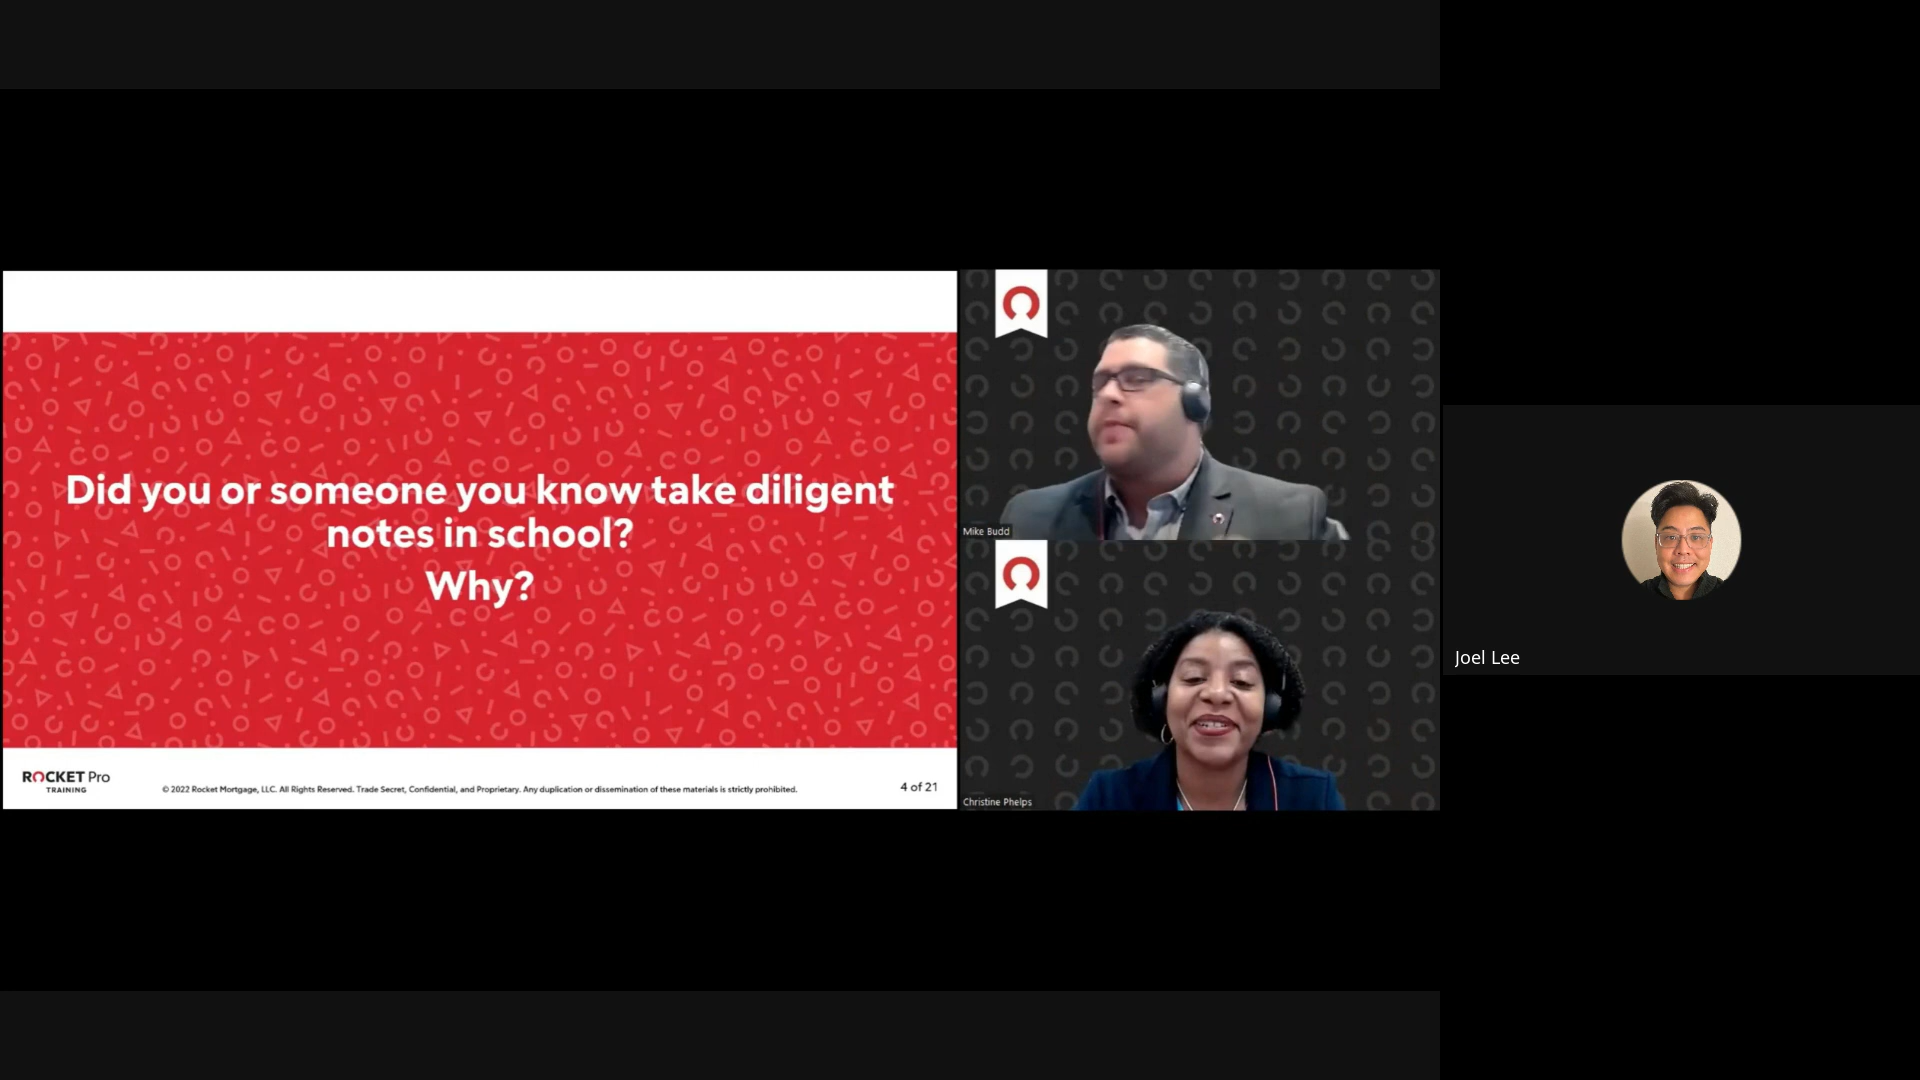 Did you or someone you know take diligent
notes in school?
Why?
ROCKET Pro
TRAINING
© 2022 Rocket Mortgage, LLC. All Rights Reserved. Trade Secret, Confidential, and Proprietary. Any duplication or dissemination of these materials is strictly prohibited.
4 of 21
Mike Budd
Christine Phelps
Joel Lee